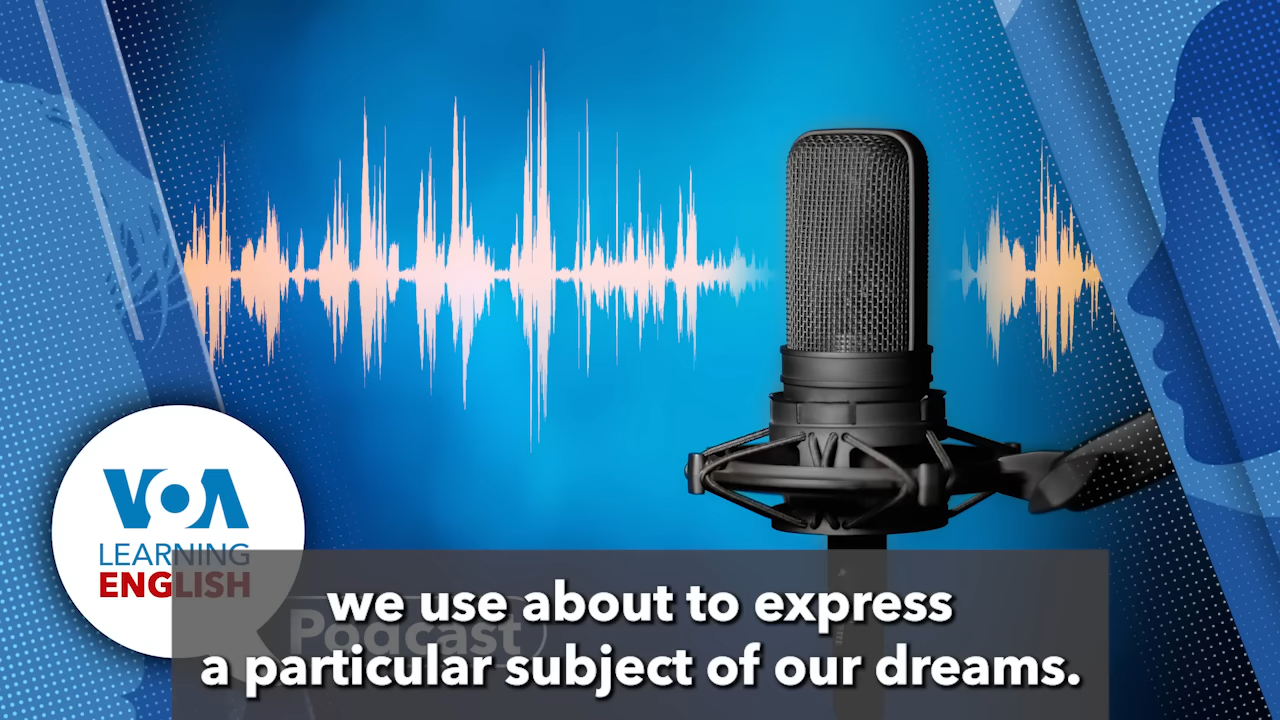 VOA
LEARNING
ENGLISH
Podcast
we use about to express
a particular subject of our dreams.